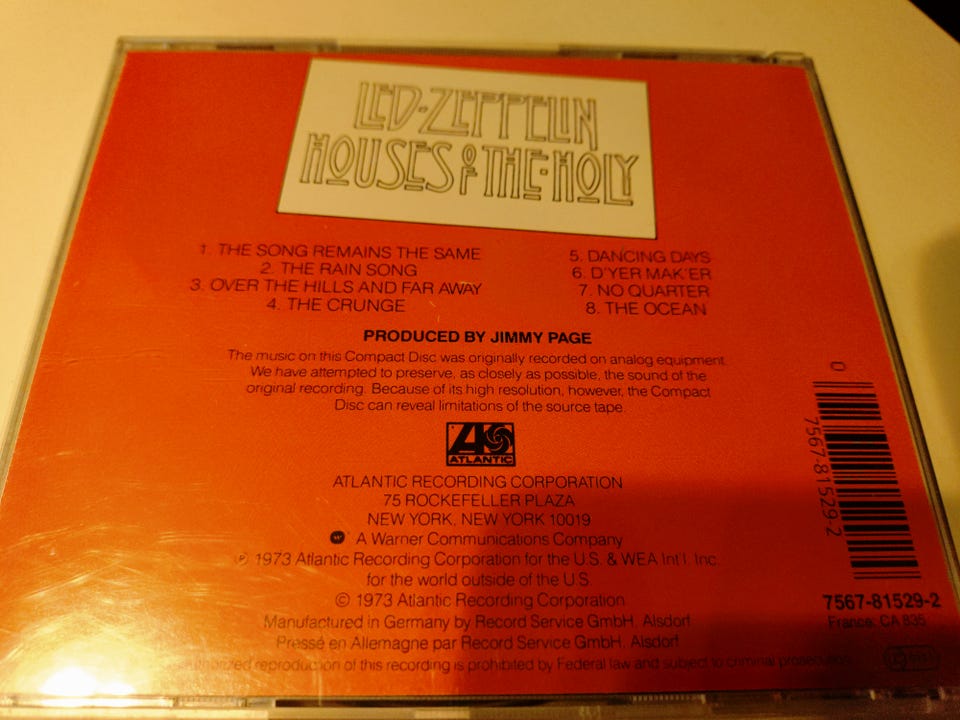 LED·ZEPPELIN
HOUSES OF THE·HOLY
1. THE SONG REMAINS THE SAME
2. THE RAIN SONG
3. OVER THE HILLS AND FAR AWAY
4. THE CRUNGE
5. DANCING DAYS
6. D'YER MAK'ER
7. NO QUARTER
8. THE OCEAN
PRODUCED BY JIMMY PAGE
The music on this Compact Disc was originally recorded on analog equipment.
We have attempted to preserve, as closely as possible, the sound of the
original recording. Because of its high resolution, however, the Compact
Disc can reveal limitations of the source tape.
ATLANTIC
ATLANTIC RECORDING CORPORATION
75 ROCKEFELLER PLAZA
NEW YORK, NEW YORK 10019
A Warner Communications Company
℗ 1973 Atlantic Recording Corporation for the U.S. & WEA Int'l. Inc.
for the world outside of the U.S.
© 1973 Atlantic Recording Corporation
Manufactured in Germany by Record Service GmbH, Alsdorf
Pressé en Allemagne par Record Service GmbH, Alsdorf
Unauthorized reproduction of this recording is prohibited by Federal law and subject to criminal prosecution.
0
7567-81529-2
7567-81529-2
France: CA 835